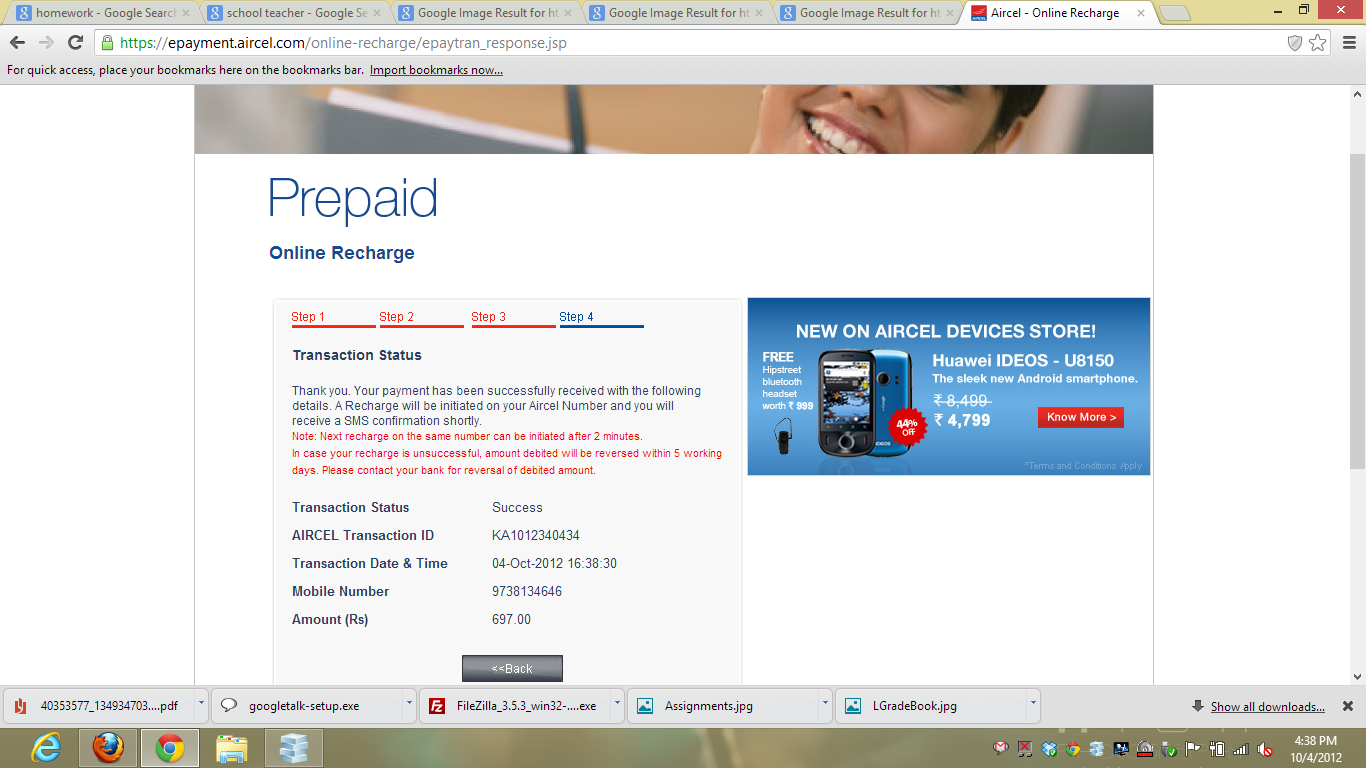 homework - Google Search
school teacher - Google Se
Google Image Result for ht
Google Image Result for ht
Google Image Result for ht
Aircel - Online Recharge
https://epayment.aircel.com/online-recharge/epaytran_response.jsp
For quick access, place your bookmarks here on the bookmarks bar. Import bookmarks now...
Prepaid
Online Recharge
Step 1 Step 2 Step 3 Step 4
Transaction Status
Thank you. Your payment has been successfully received with the following
details. A Recharge will be initiated on your Aircel Number and you will
receive a SMS confirmation shortly.
Note: Next recharge on the same number can be initiated after 2 minutes.
In case your recharge is unsuccessful, amount debited will be reversed within 5 working
days. Please contact your bank for reversal of debited amount.
Transaction Status Success
AIRCEL Transaction ID KA1012340434
Transaction Date & Time 04-Oct-2012 16:38:30
Mobile Number 9738134646
Amount (Rs) 697.00
<<Back
NEW ON AIRCEL DEVICES STORE!
FREE
Hipstreet
bluetooth
headset
worth ₹ 999
Huawei IDEOS - U8150
The sleek new Android smartphone.
₹ 8,499
₹ 4,799
44%
OFF
Know More >
IDEOS
*Terms and Conditions Apply
40353577_134934703....pdf
googletalk-setup.exe
FileZilla_3.5.3_win32-....exe
Assignments.jpg
LGradeBook.jpg
Show all downloads...
4:38 PM
10/4/2012